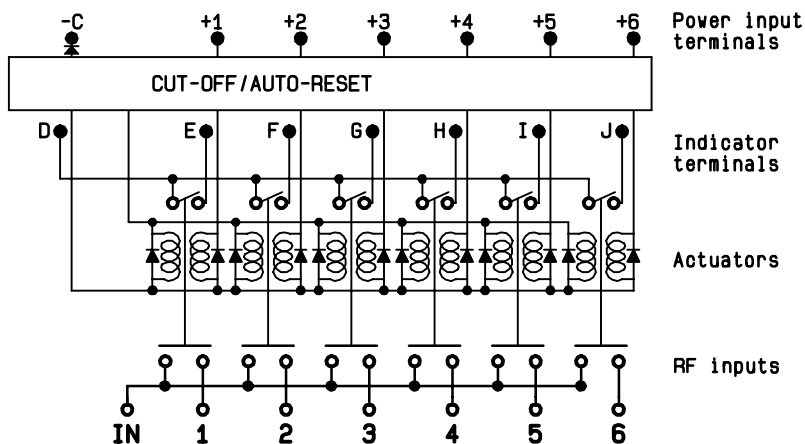 -C +1 +2 +3 +4 +5 +6 Power input
terminals
CUT-OFF/AUTO-RESET
D E F G H I J Indicator
terminals
Actuators
RF inputs
IN 1 2 3 4 5 6